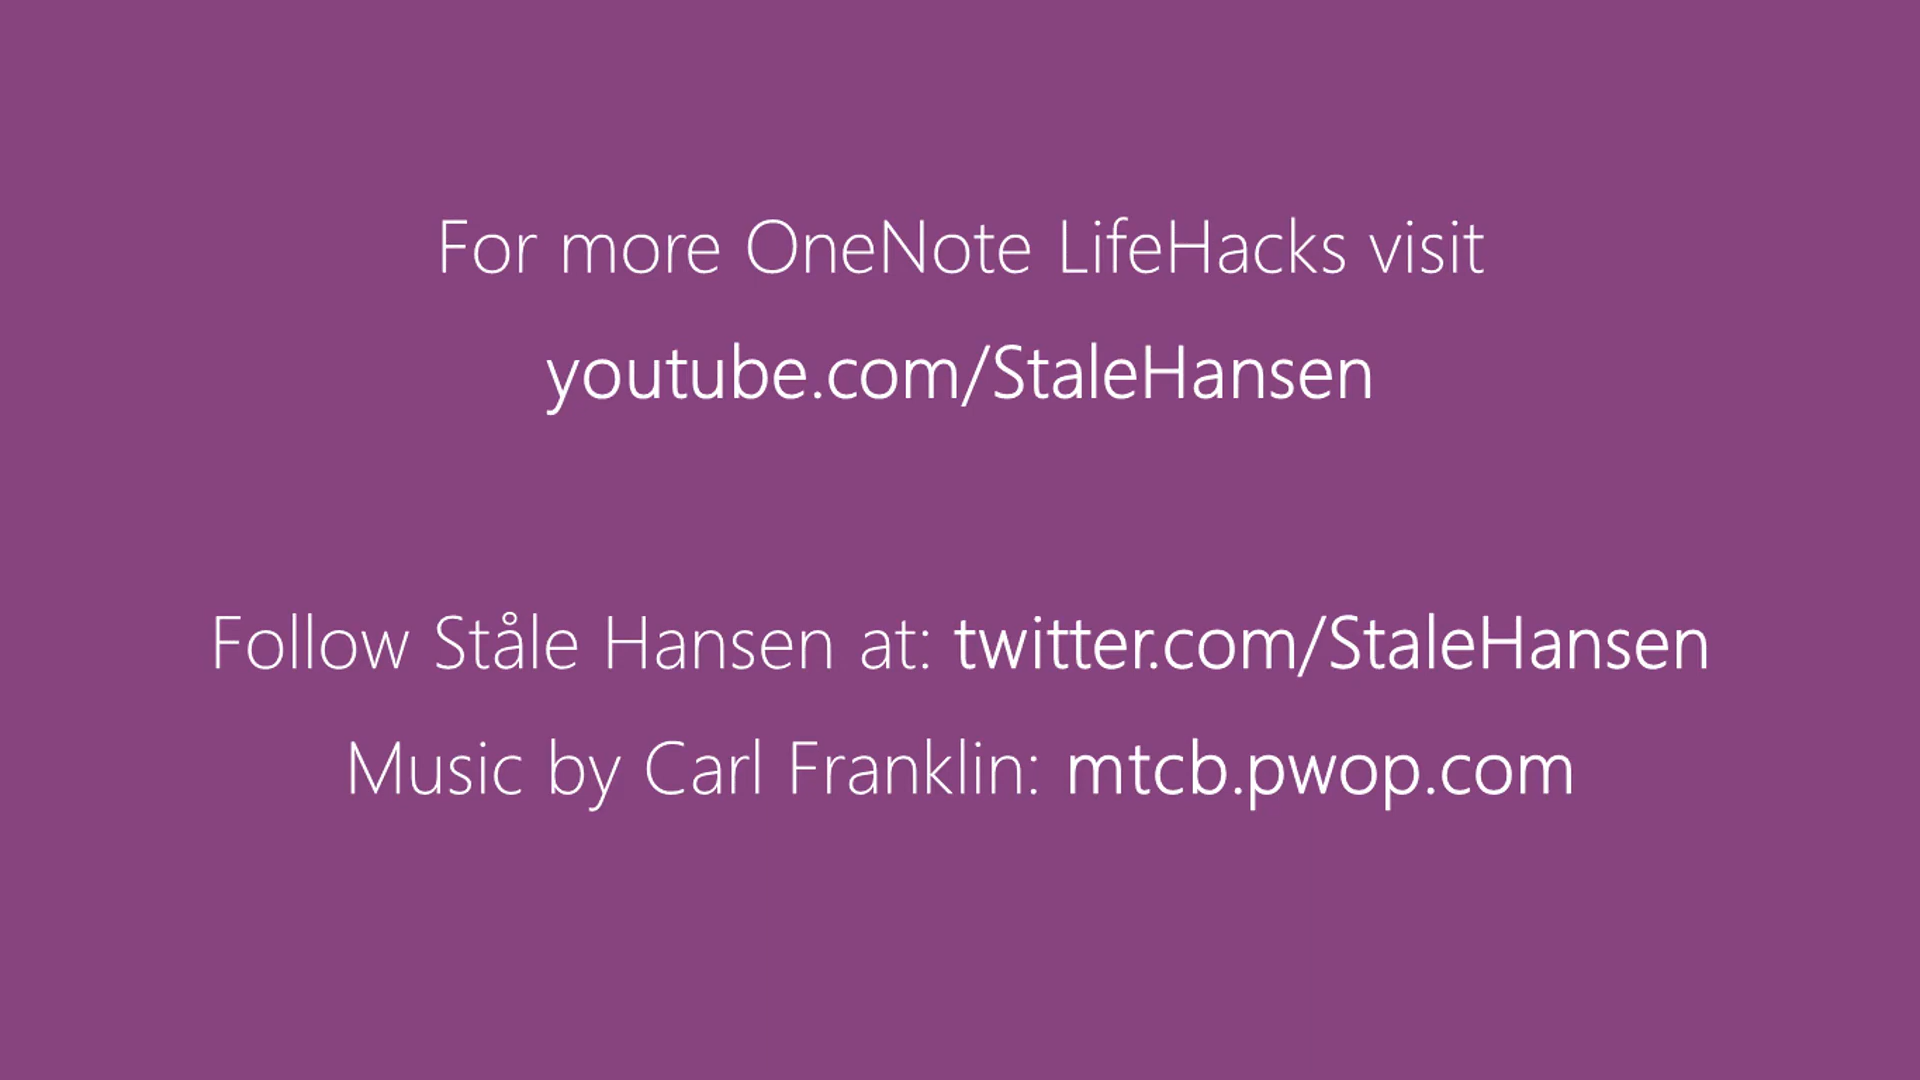 For more OneNote LifeHacks visit
youtube.com/StaleHansen
Follow Ståle Hansen at: twitter.com/StaleHansen
Music by Carl Franklin: mtcb.pwop.com